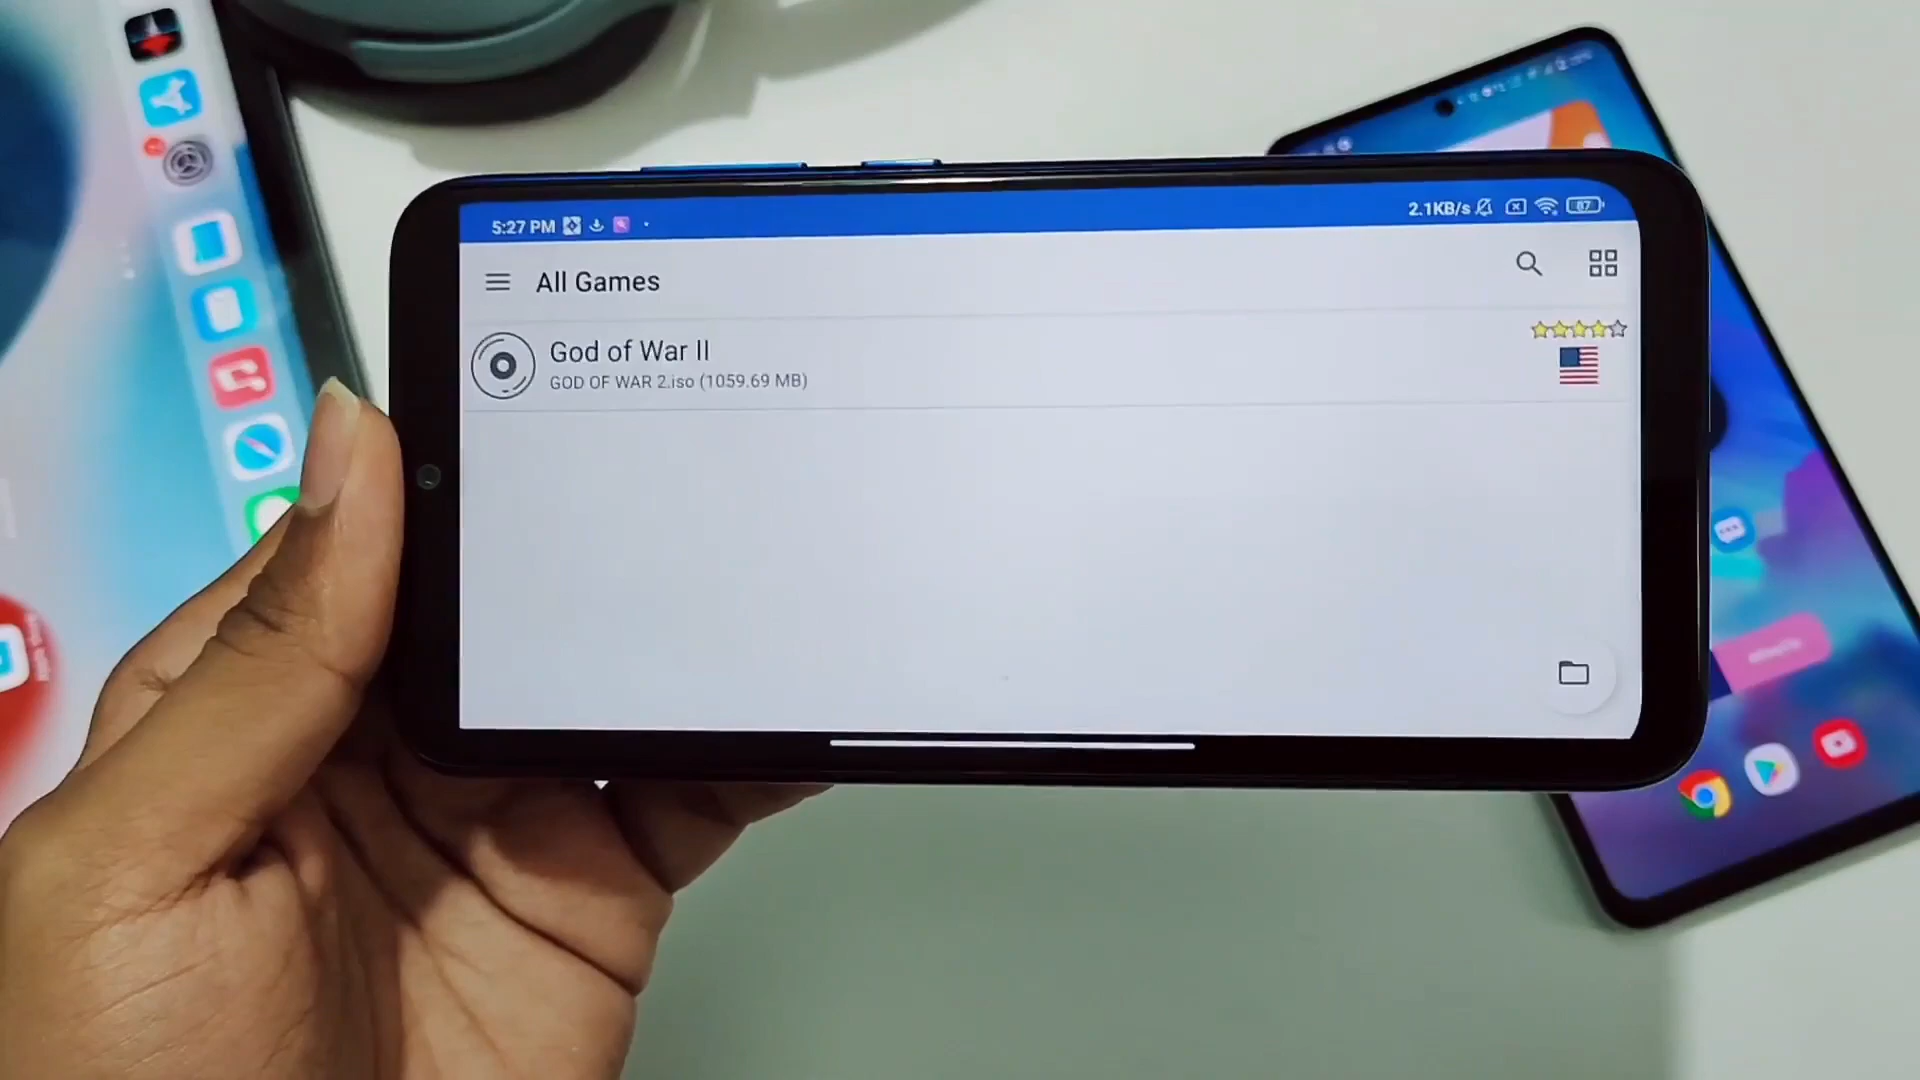 5:27 PM
2.1KB/s
87
All Games
God of War II
GOD OF WAR 2.iso (1059.69 MB)